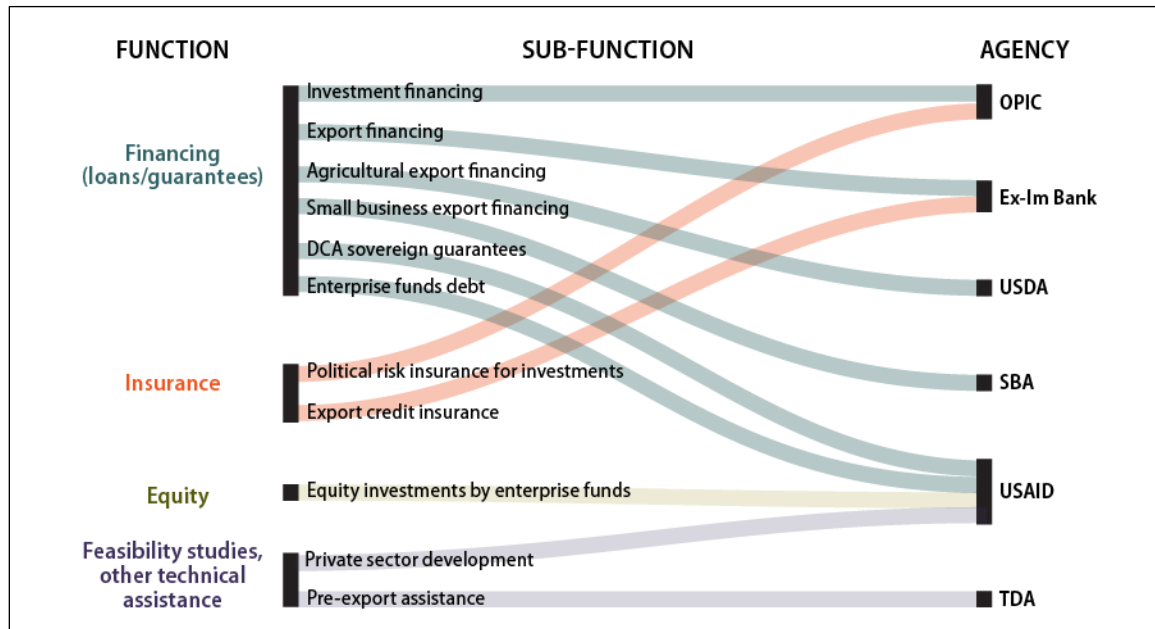 FUNCTION SUB-FUNCTION AGENCY
Investment financing
OPIC
Export financing
Financing
(loans/guarantees)
Agricultural export financing
Small business export financing
Ex-Im Bank
DCA sovereign guarantees
Enterprise funds debt
USDA
Insurance
Political risk insurance for investments
SBA
Export credit insurance
Equity
Equity investments by enterprise funds
USAID
Feasibility studies,
other technical
assistance
Private sector development
Pre-export assistance
TDA